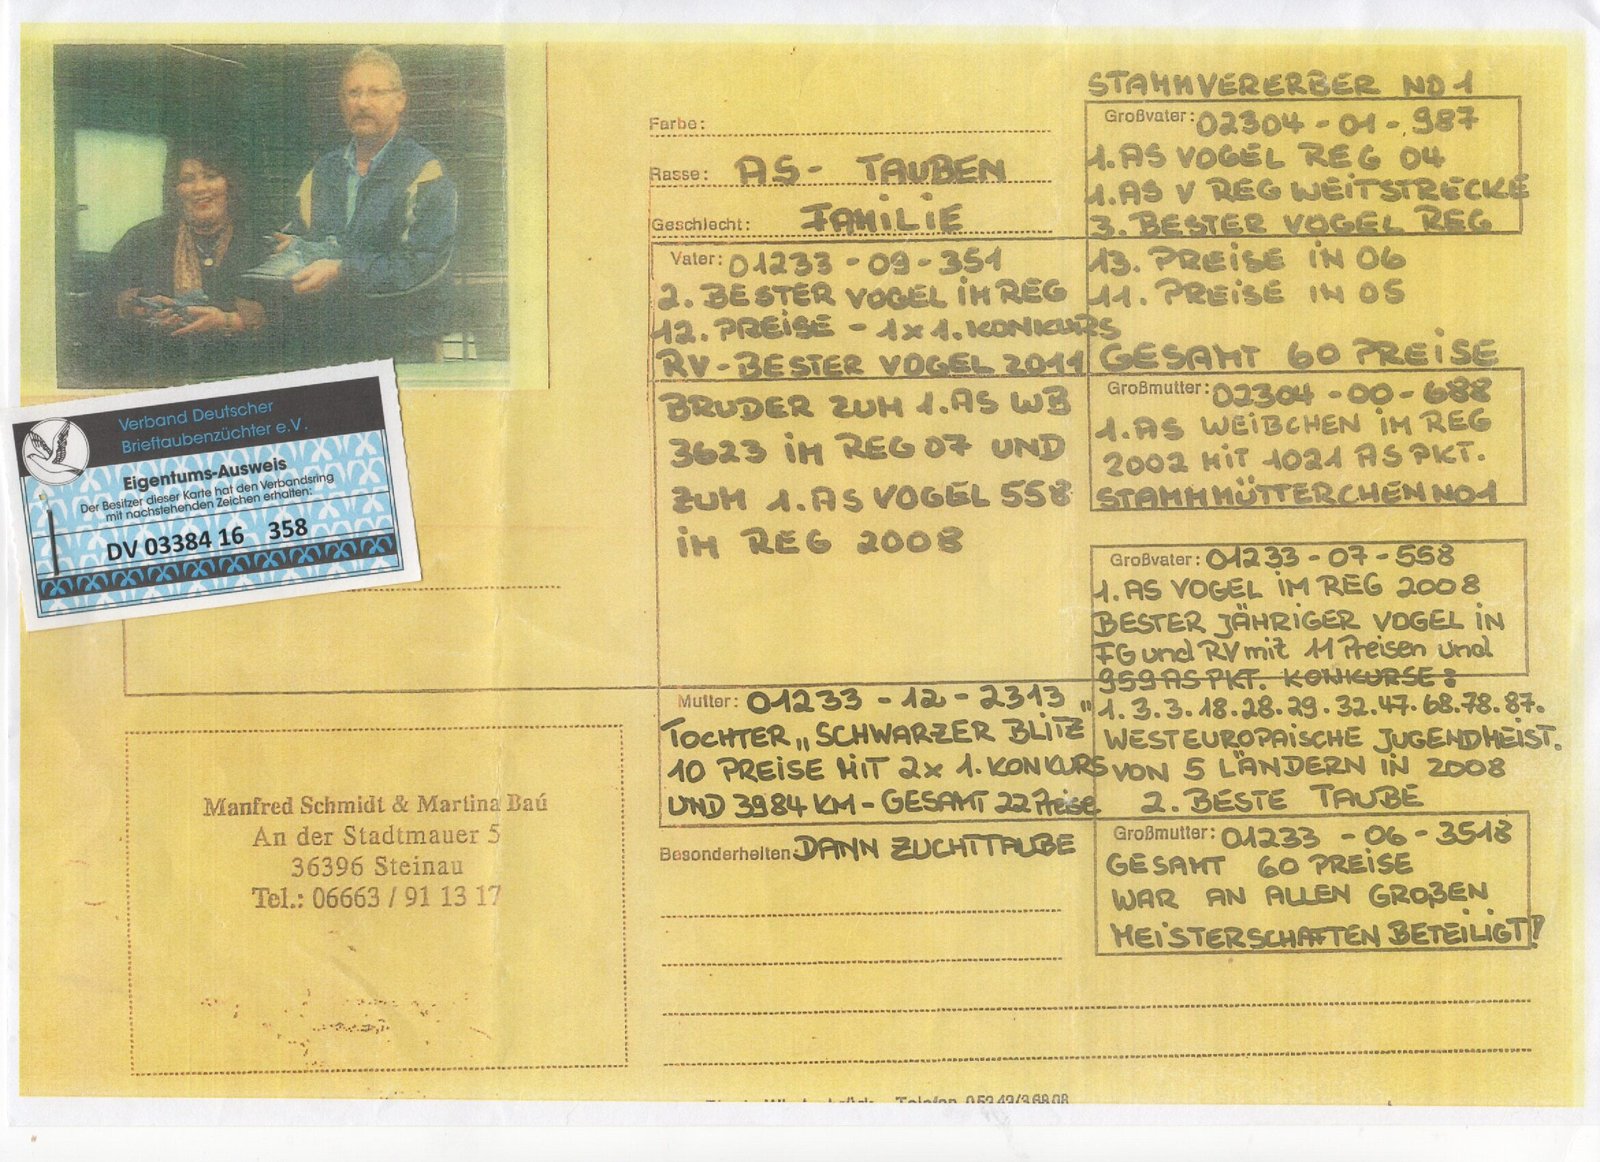 Verband Deutscher
Brieftaubenzüchter e.V.
Eigentums-Ausweis
Der Besitzer dieser Karte hat den Verbandsring
mit nachstehenden Zeichen erhalten:
DV 03384 16 358
Manfred Schmidt & Martina Baú
An der Stadtmauer 5
36396 Steinau
Tel.: 06663 / 91 13 17
Farbe:
Rasse: AS- TAUBEN
Geschlecht: FAMILIE
Vater: 01233 - 09 - 351
2. BESTER VOGEL IM REG
12. PREISE - 1x1. KONKURS
RV - BESTER VOGEL 2011
BRUDER ZUM 1. AS WB
3623 IM REG 07 UND
ZUM 1. AS VOGEL 558
IM REG 2008
Mutter: 01233 - 12 - 2313
TOCHTER „SCHWARZER BLITZ"
10 PREISE MIT 2x 1. KONKURS
UND 3984 KM - GESAMT 22 Preise
Besonderheiten DANN ZUCHTTAUBE
STAMMVERERBER NO 1
Großvater: 02304 - 01 - 987
1. AS VOGEL REG 04
1. AS V REG WEITSTRECKE
3. BESTER VOGEL REG
13. PREISE IN 06
11. PREISE IN 05
GESAMT 60 PREISE
Großmutter: 02304 - 00 - 688
1. AS WEIBCHEN IM REG
2002 MIT 1021 AS PKT.
STAMMMÜTTERCHEN NO 1
Großvater: 01233 - 07 - 558
1. AS VOGEL IM REG 2008
BESTER JÄHRIGER VOGEL IN
FG und RV mit 11 Preisen und
959 AS PKT. KONKURSE:
1. 3. 3. 18. 28. 29. 32. 47. 68. 78. 87.
WESTEUROPAISCHE JUGENDMEIST.
VON 5 LÄNDERN IN 2008
2. BESTE TAUBE
Großmutter: 01233 - 06 - 3518
GESAMT 60 PREISE
WAR AN ALLEN GROßEN
MEISTERSCHAFTEN BETEILIGT!